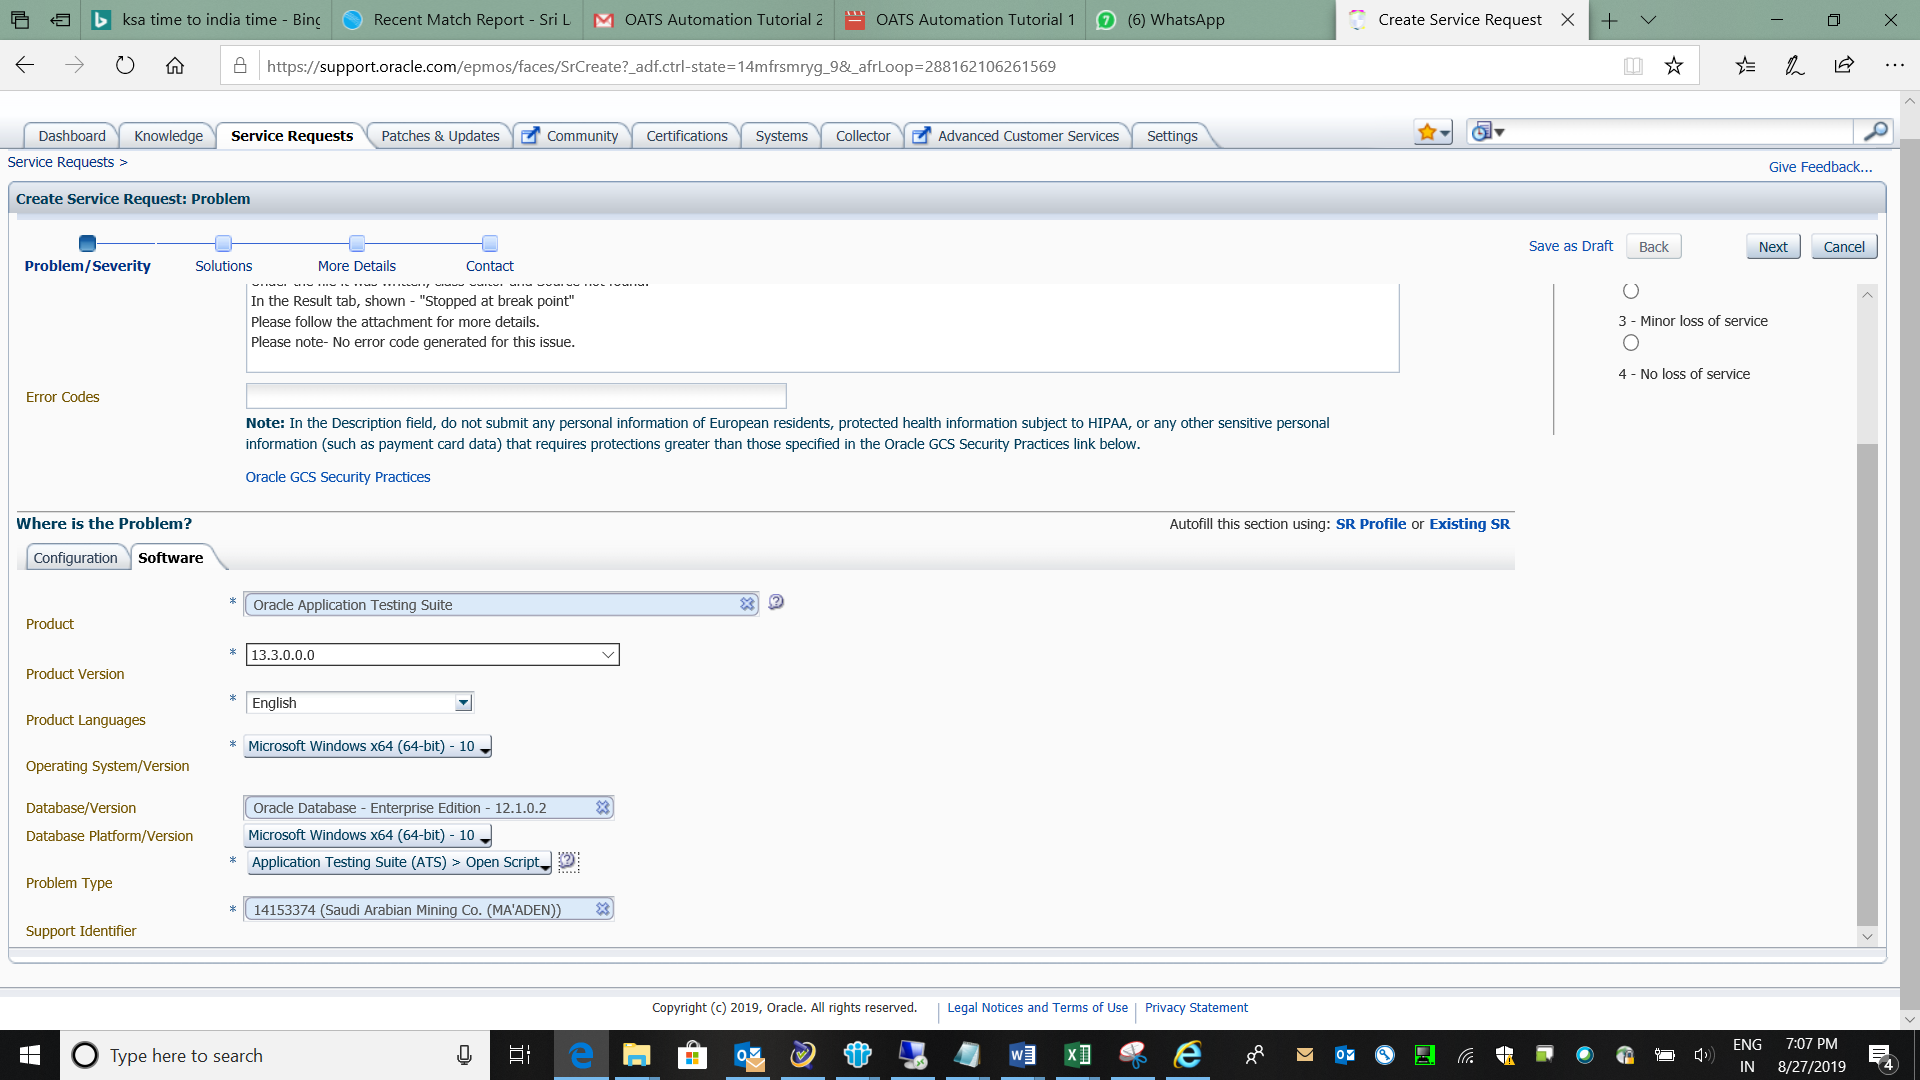 ksa time to india time - Bing
Recent Match Report - Sri L
OATS Automation Tutorial 2
OATS Automation Tutorial 1
(6) WhatsApp
Create Service Request
https://support.oracle.com/epmos/faces/SrCreate?_adf.ctrl-state=14mfrsmryg_9&_afrLoop=288162106261569
Dashboard
Knowledge
Service Requests
Patches & Updates
Community
Certifications
Systems
Collector
Advanced Customer Services
Settings
Service Requests >
Give Feedback...
Create Service Request: Problem
Problem/Severity
Solutions
More Details
Contact
Save as Draft
Back
Next
Cancel
Under the file it was written, class editor and Source not found.
In the Result tab, shown - "Stopped at break point"
Please follow the attachment for more details.
Please note- No error code generated for this issue.
3 - Minor loss of service
4 - No loss of service
Error Codes
Note: In the Description field, do not submit any personal information of European residents, protected health information subject to HIPAA, or any other sensitive personal
information (such as payment card data) that requires protections greater than those specified in the Oracle GCS Security Practices link below.
Oracle GCS Security Practices
Where is the Problem?
Autofill this section using: SR Profile or Existing SR
Configuration
Software
* Oracle Application Testing Suite
Product
* 13.3.0.0.0
Product Version
* English
Product Languages
* Microsoft Windows x64 (64-bit) - 10
Operating System/Version
Database/Version
Oracle Database - Enterprise Edition - 12.1.0.2
Database Platform/Version
Microsoft Windows x64 (64-bit) - 10
* Application Testing Suite (ATS) > Open Script
Problem Type
* 14153374 (Saudi Arabian Mining Co. (MA'ADEN))
Support Identifier
Copyright (c) 2019, Oracle. All rights reserved.
Legal Notices and Terms of Use
Privacy Statement
Type here to search
ENG
IN
7:07 PM
8/27/2019
4